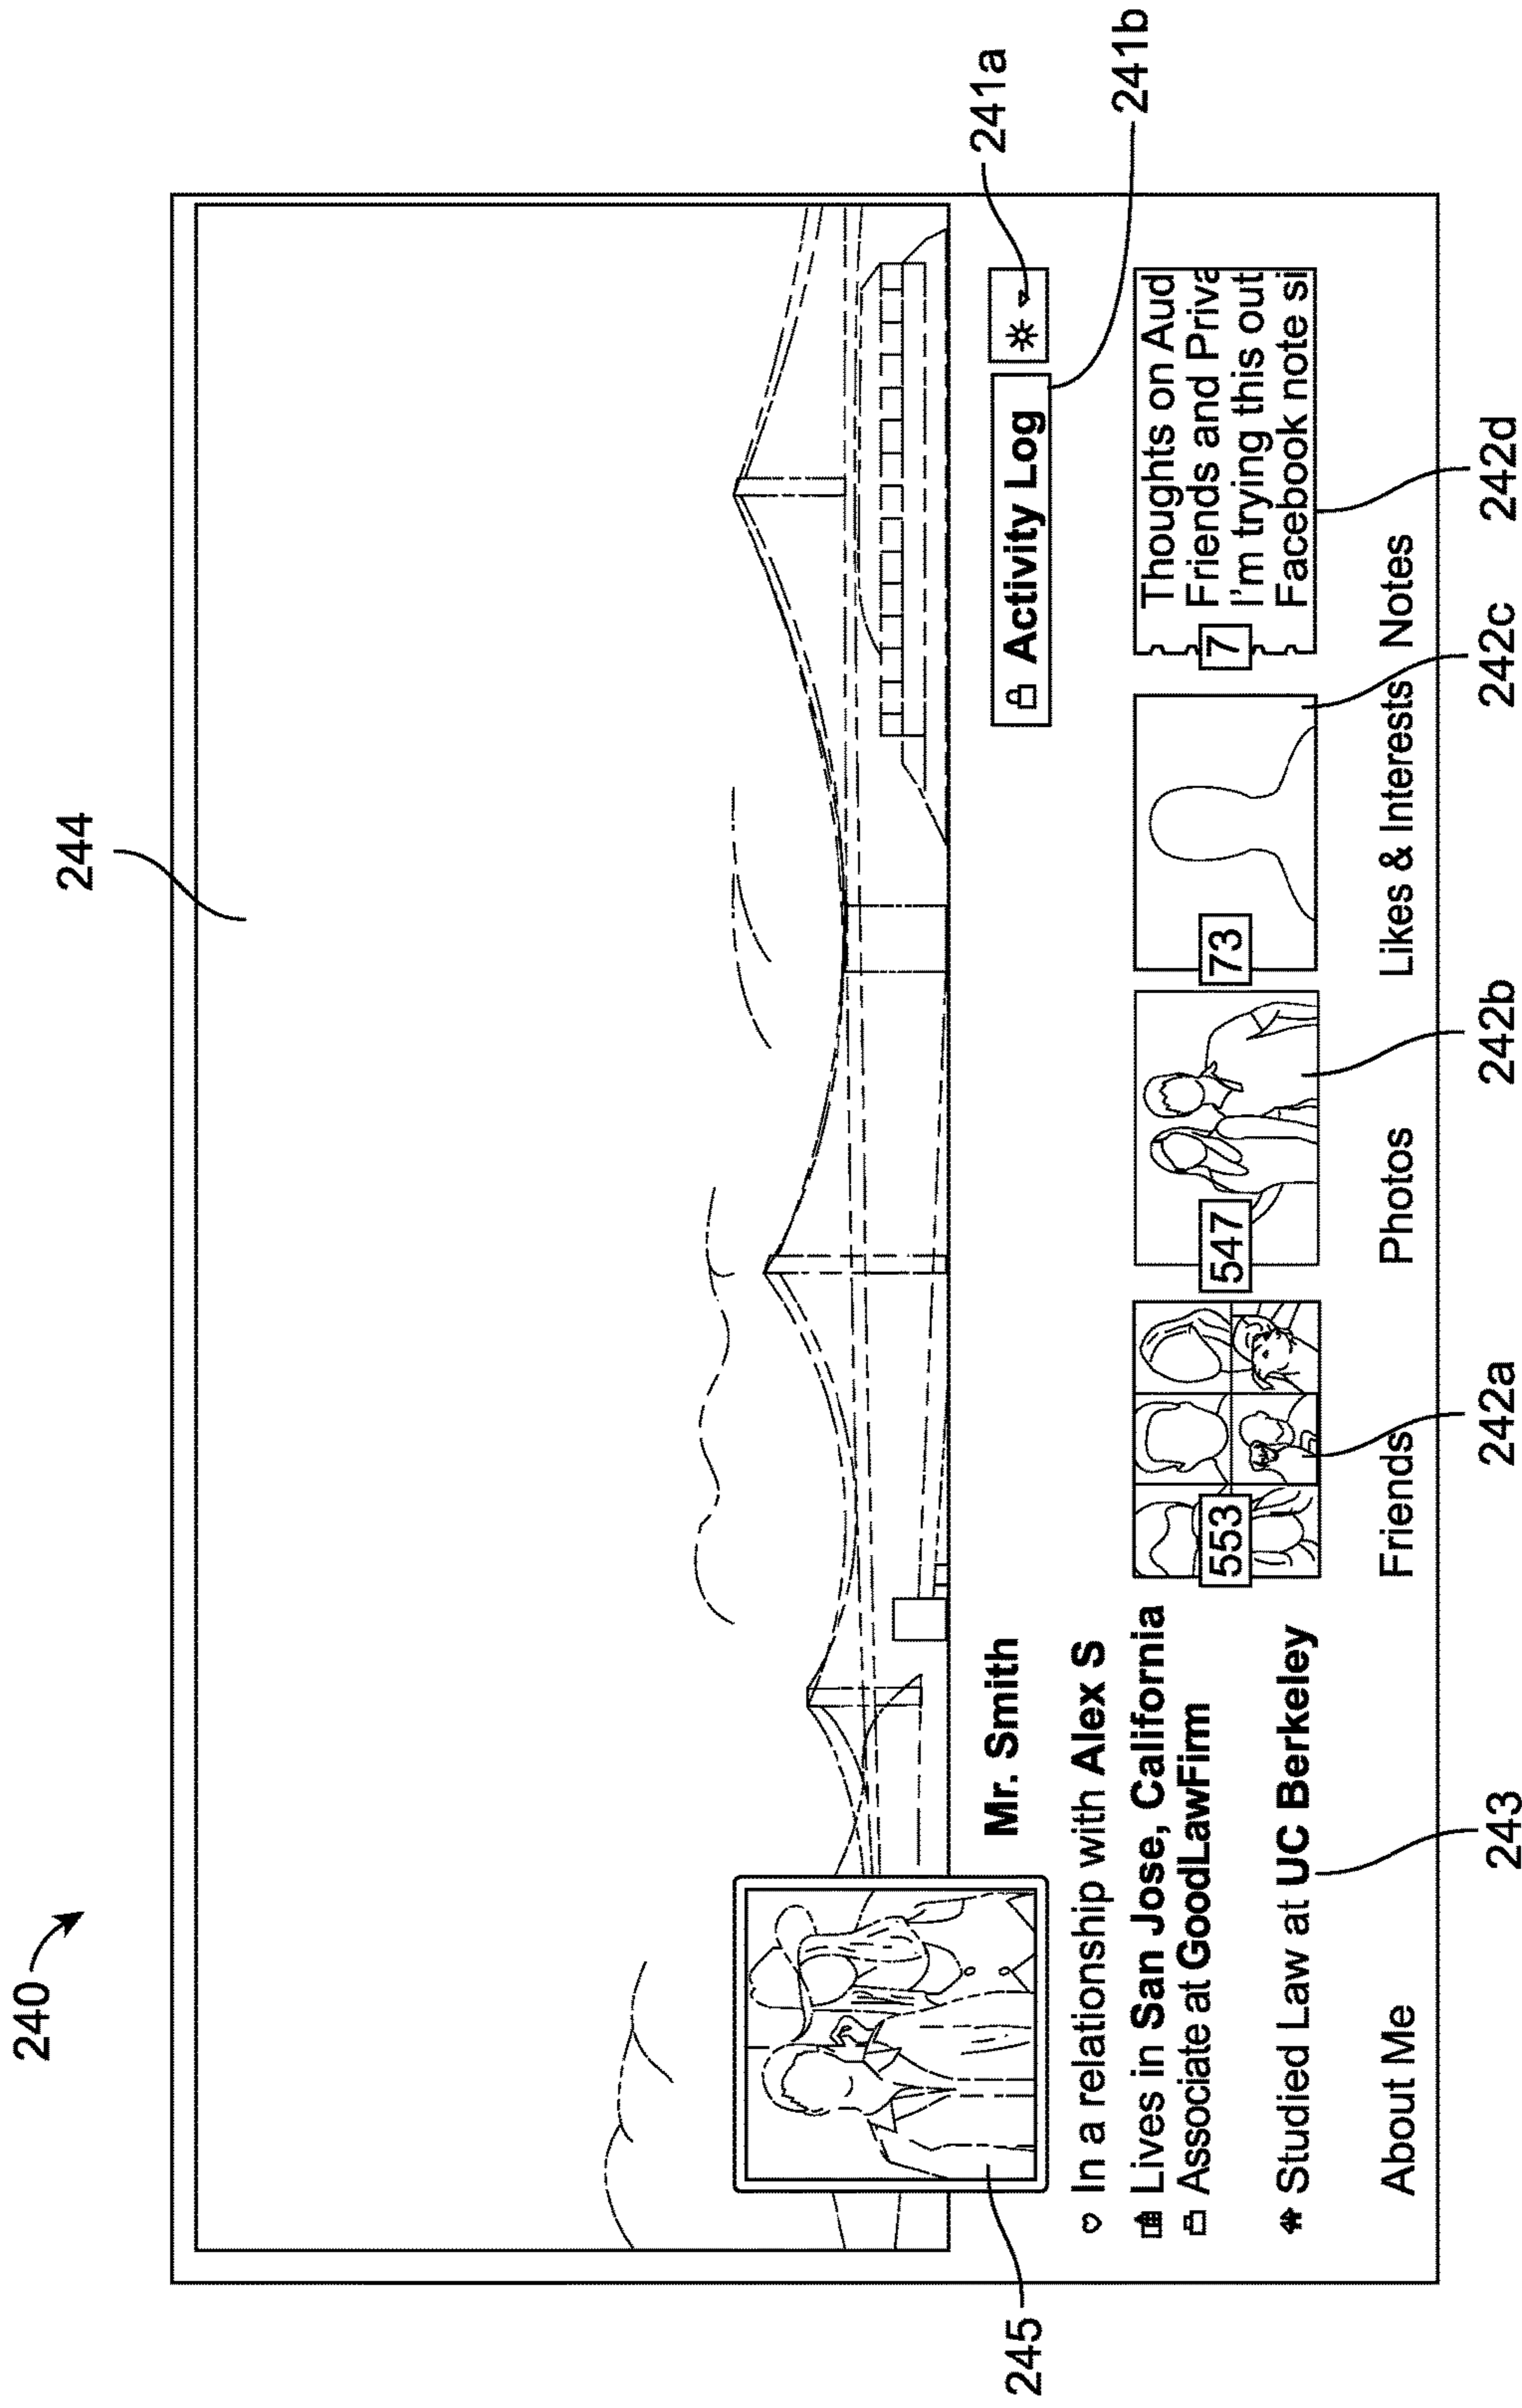 240
244
245
Mr. Smith
Activity Log
241a
241b
In a relationship with Alex S
Lives in San Jose, California
Associate at GoodLawFirm
Studied Law at UC Berkeley
553
547
73
7
Thoughts on Aud
Friends and Priva
I'm trying this out
Facebook note si
About Me
Friends
Photos
Likes & Interests
Notes
243
242a
242b
242c
242d